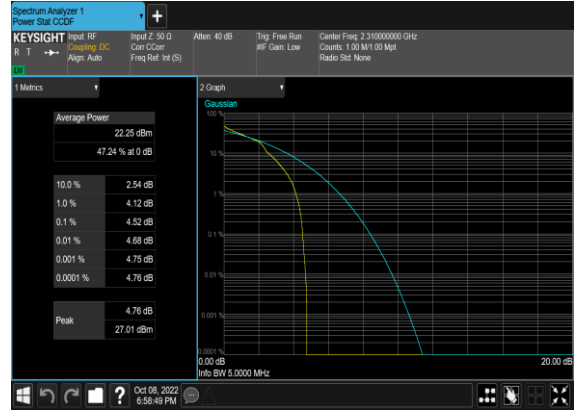 Spectrum Analyzer 1
Power Stat CCDF
+
KEYSIGHT
R T
LM
Input: RF
Coupling: DC
Align: Auto
Input Z: 50 Ω
Corr CCorr
Freq Ref: Int (S)
Atten: 40 dB
Trig: Free Run
#IF Gain: Low
Center Freq: 2.310000000 GHz
Counts: 1.00 M/1.00 Mpt
Radio Std: None
1 Metrics
Average Power
22.25 dBm
47.24 % at 0 dB
10.0 % 2.54 dB
1.0 % 4.12 dB
0.1 % 4.52 dB
0.01 % 4.68 dB
0.001 % 4.75 dB
0.0001 % 4.76 dB
Peak
4.76 dB
27.01 dBm
2 Graph
Gaussian
100 %
10 %
1 %
0.1 %
0.01 %
0.001 %
0.0001 %
0.00 dB 20.00 dB
Info BW 5.0000 MHz
?
Oct 08, 2022
6:58:49 PM